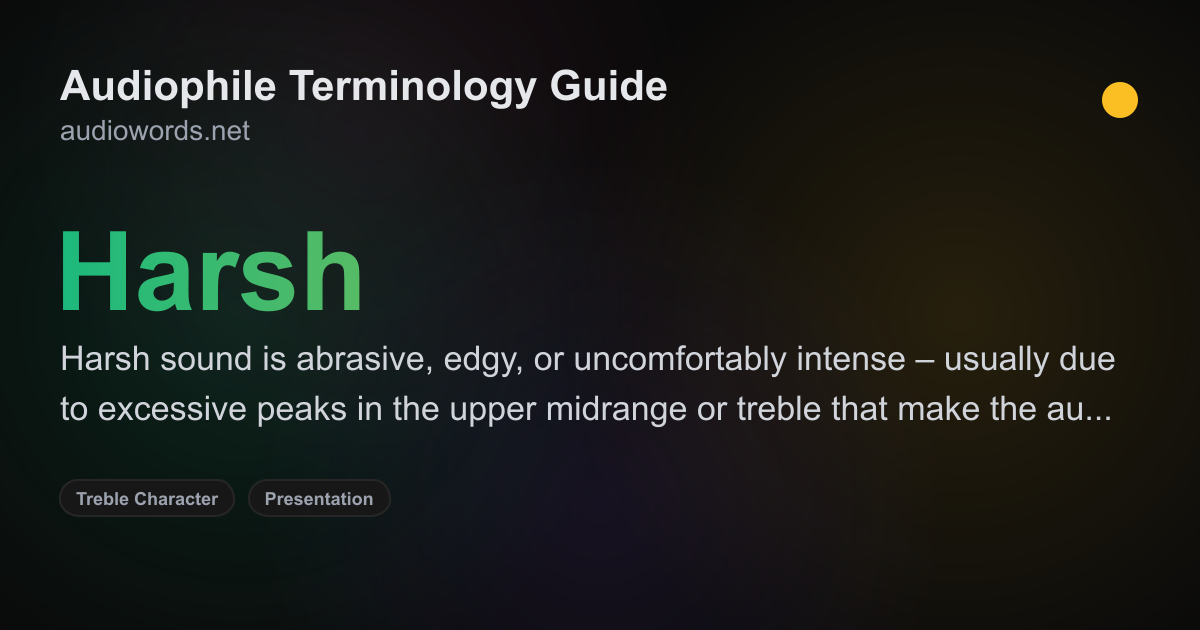 Audiophile Terminology Guide
audiowords.net
Harsh
Harsh sound is abrasive, edgy, or uncomfortably intense – usually due
to excessive peaks in the upper midrange or treble that make the au...
Treble Character
Presentation